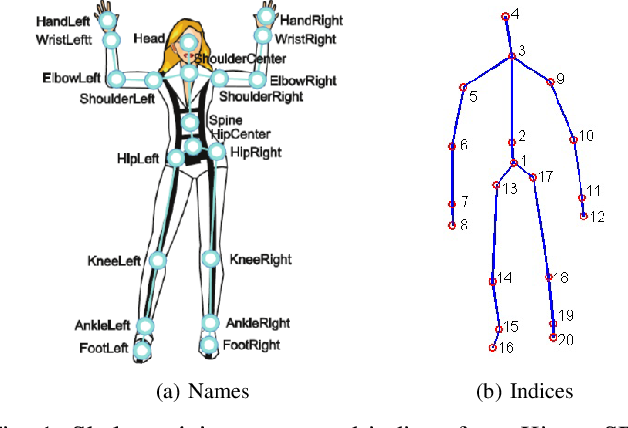 HandLeft
HandRight
WristLeftt
Head
WristRight
ShoulderCenter
ElbowLeft
ElbowRight
ShoulderLeft
ShoulderRight
Spine
HipCenter
HipLeft
HipRight
KneeLeft
KneeRight
AnkleLeft
AnkleRight
FootLeft
FootRight
4
3
9
5
10
6
2
1
17
13
11
7
12
8
14
18
15
19
16
20
(a) Names
(b) Indices